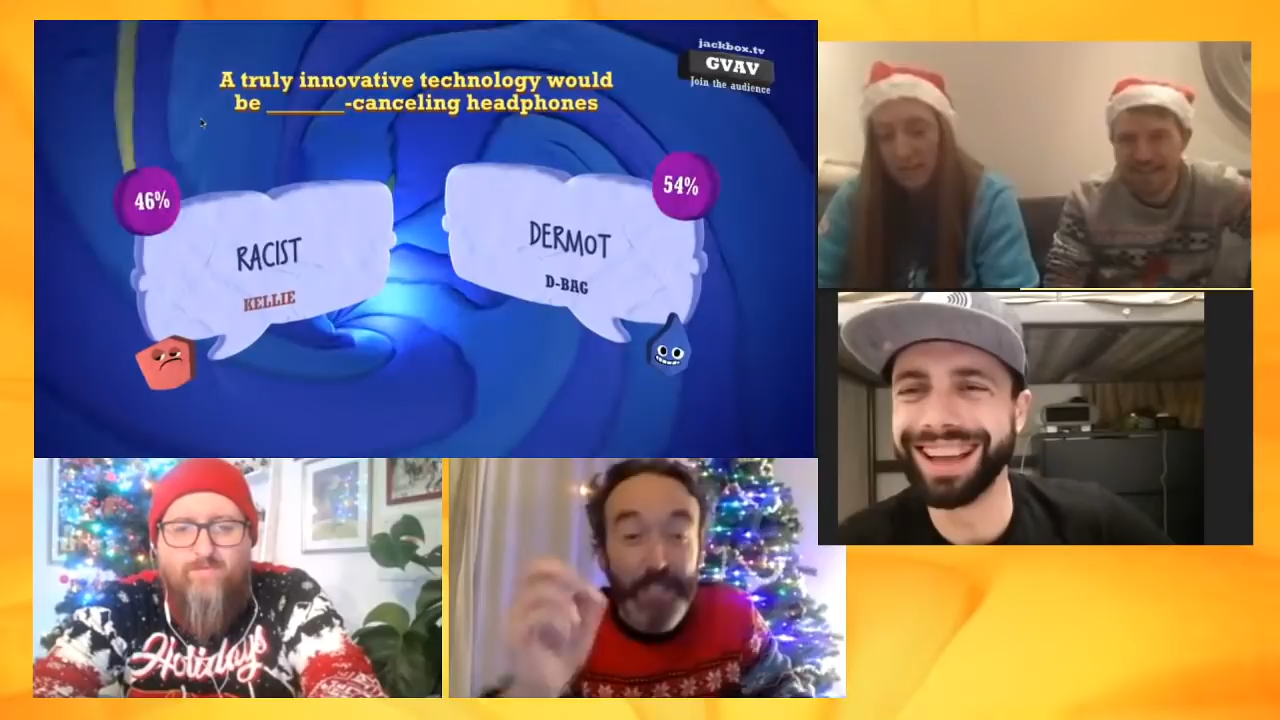 jackbox.tv
GVAV
Join the audience
A truly innovative technology would
be ______-canceling headphones
46%
54%
RACIST
KELLIE
DERMOT
D-BAG
Holidays